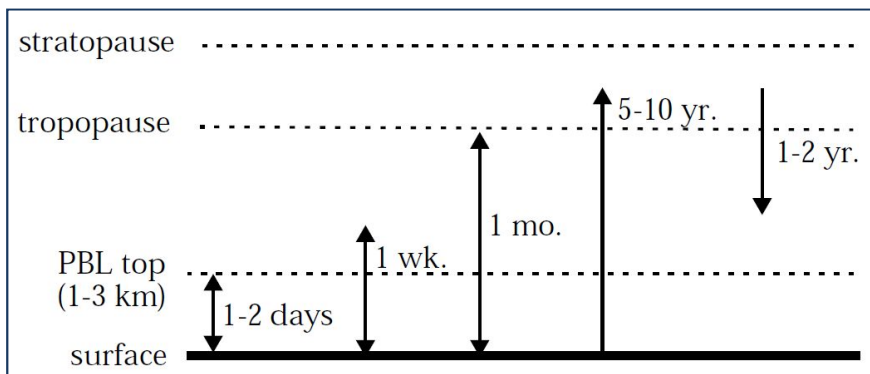 stratopause
tropopause
5-10 yr.
1-2 yr.
1 mo.
1 wk.
PBL top
(1-3 km)
1-2 days
surface